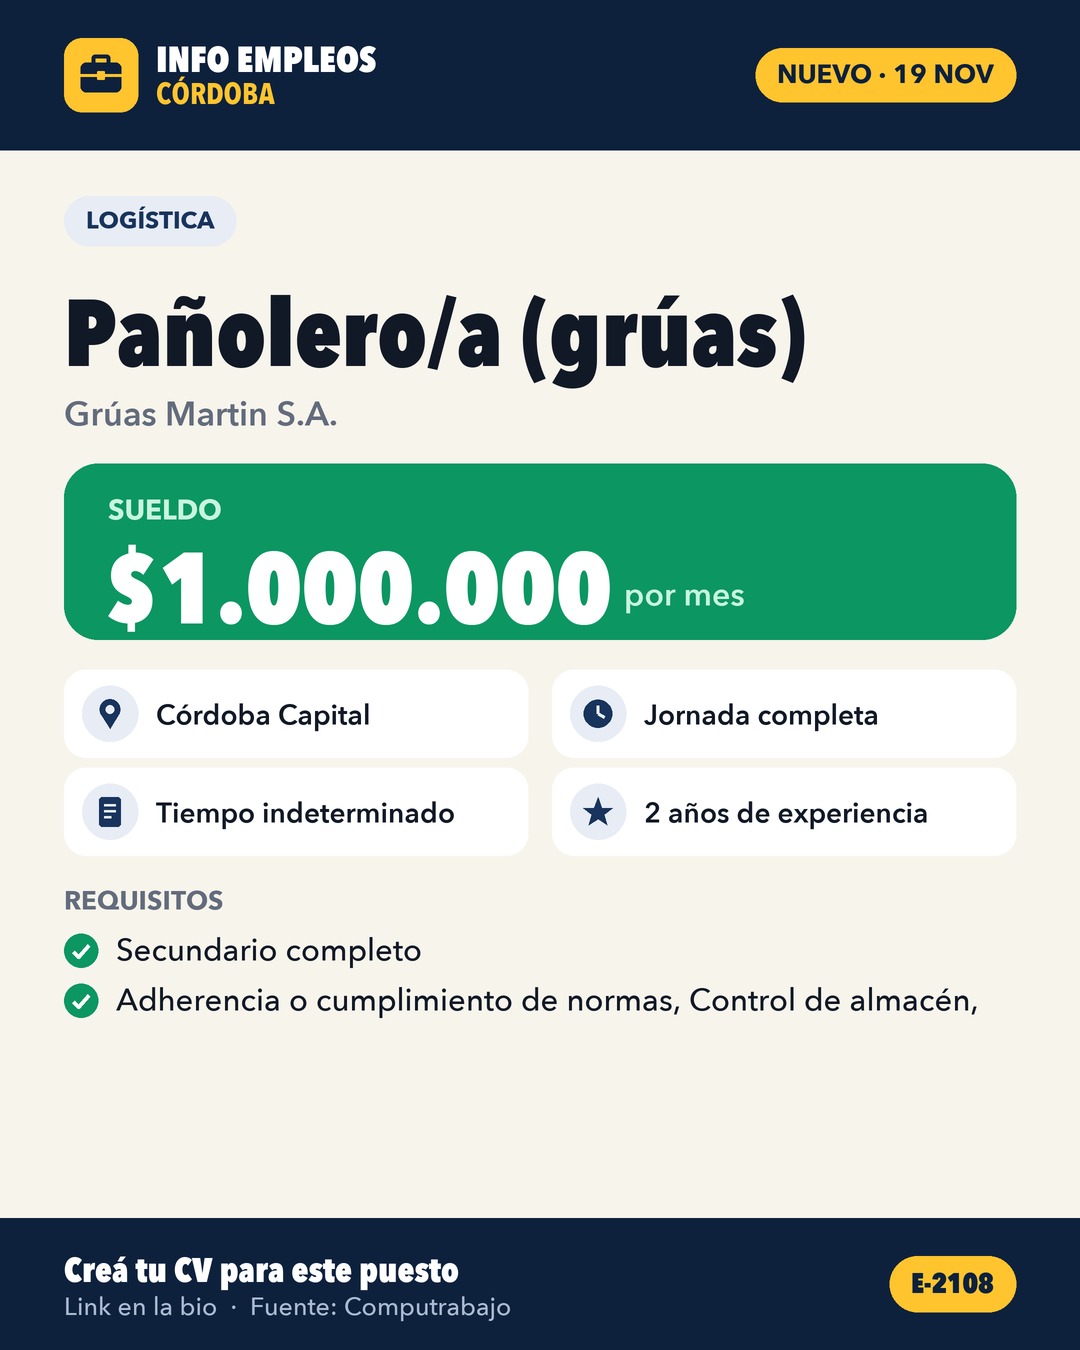 INFO EMPLEOS
CÓRDOBA
NUEVO · 19 NOV
LOGÍSTICA
Pañolero/a (grúas)
Grúas Martin S.A.
SUELDO
$1.000.000 por mes
Córdoba Capital
Jornada completa
Tiempo indeterminado
2 años de experiencia
REQUISITOS
Secundario completo
Adherencia o cumplimiento de normas, Control de almacén,
Creá tu CV para este puesto
Link en la bio · Fuente: Computrabajo
E-2108